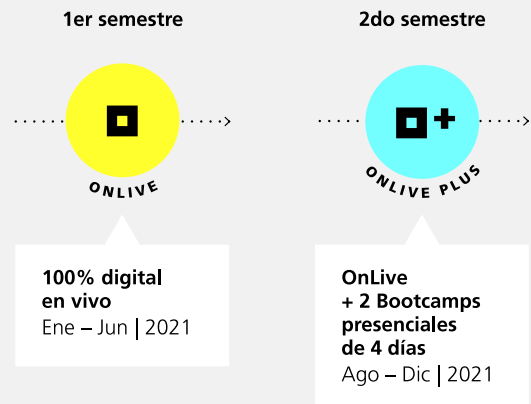 1er semestre
ONLIVE
100% digital
en vivo
Ene – Jun | 2021
2do semestre
ONLIVE PLUS
OnLive
+ 2 Bootcamps
presenciales
de 4 días
Ago – Dic | 2021